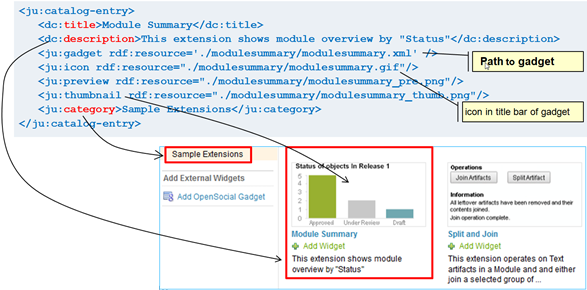 <ju:catalog-entry>
<dc:title>Module Summary</dc:title>
<dc:description>This extension shows module overview by "Status"</dc:description>
<ju:gadget rdf:resource='./modulesummary/modulesummary.xml' />
Path to gadget
<ju:icon rdf:resource="./modulesummary/modulesummary.gif"/>
<ju:preview rdf:resource="./modulesummary/modulesummary_pre.png"/>
<ju:thumbnail rdf:resource="./modulesummary/modulesummary_thumb.png"/>
icon in title bar of gadget
<ju:category>Sample Extensions</ju:category>
</ju:catalog-entry>
Sample Extensions
Add External Widgets
Add OpenSocial Gadget
Status of objects In Release 1
5
4
3
2
1
0
Approved Under Review Draft
Module Summary
Add Widget
This extension shows module
overview by "Status"
Operations
Join Artifacts Split Artifact
Information
All leftover artifacts have been removed and their
contents joined.
Join operation complete.
Split and Join
Add Widget
This extension operates on Text
artifacts in a Module and and either
join a selected group of ...